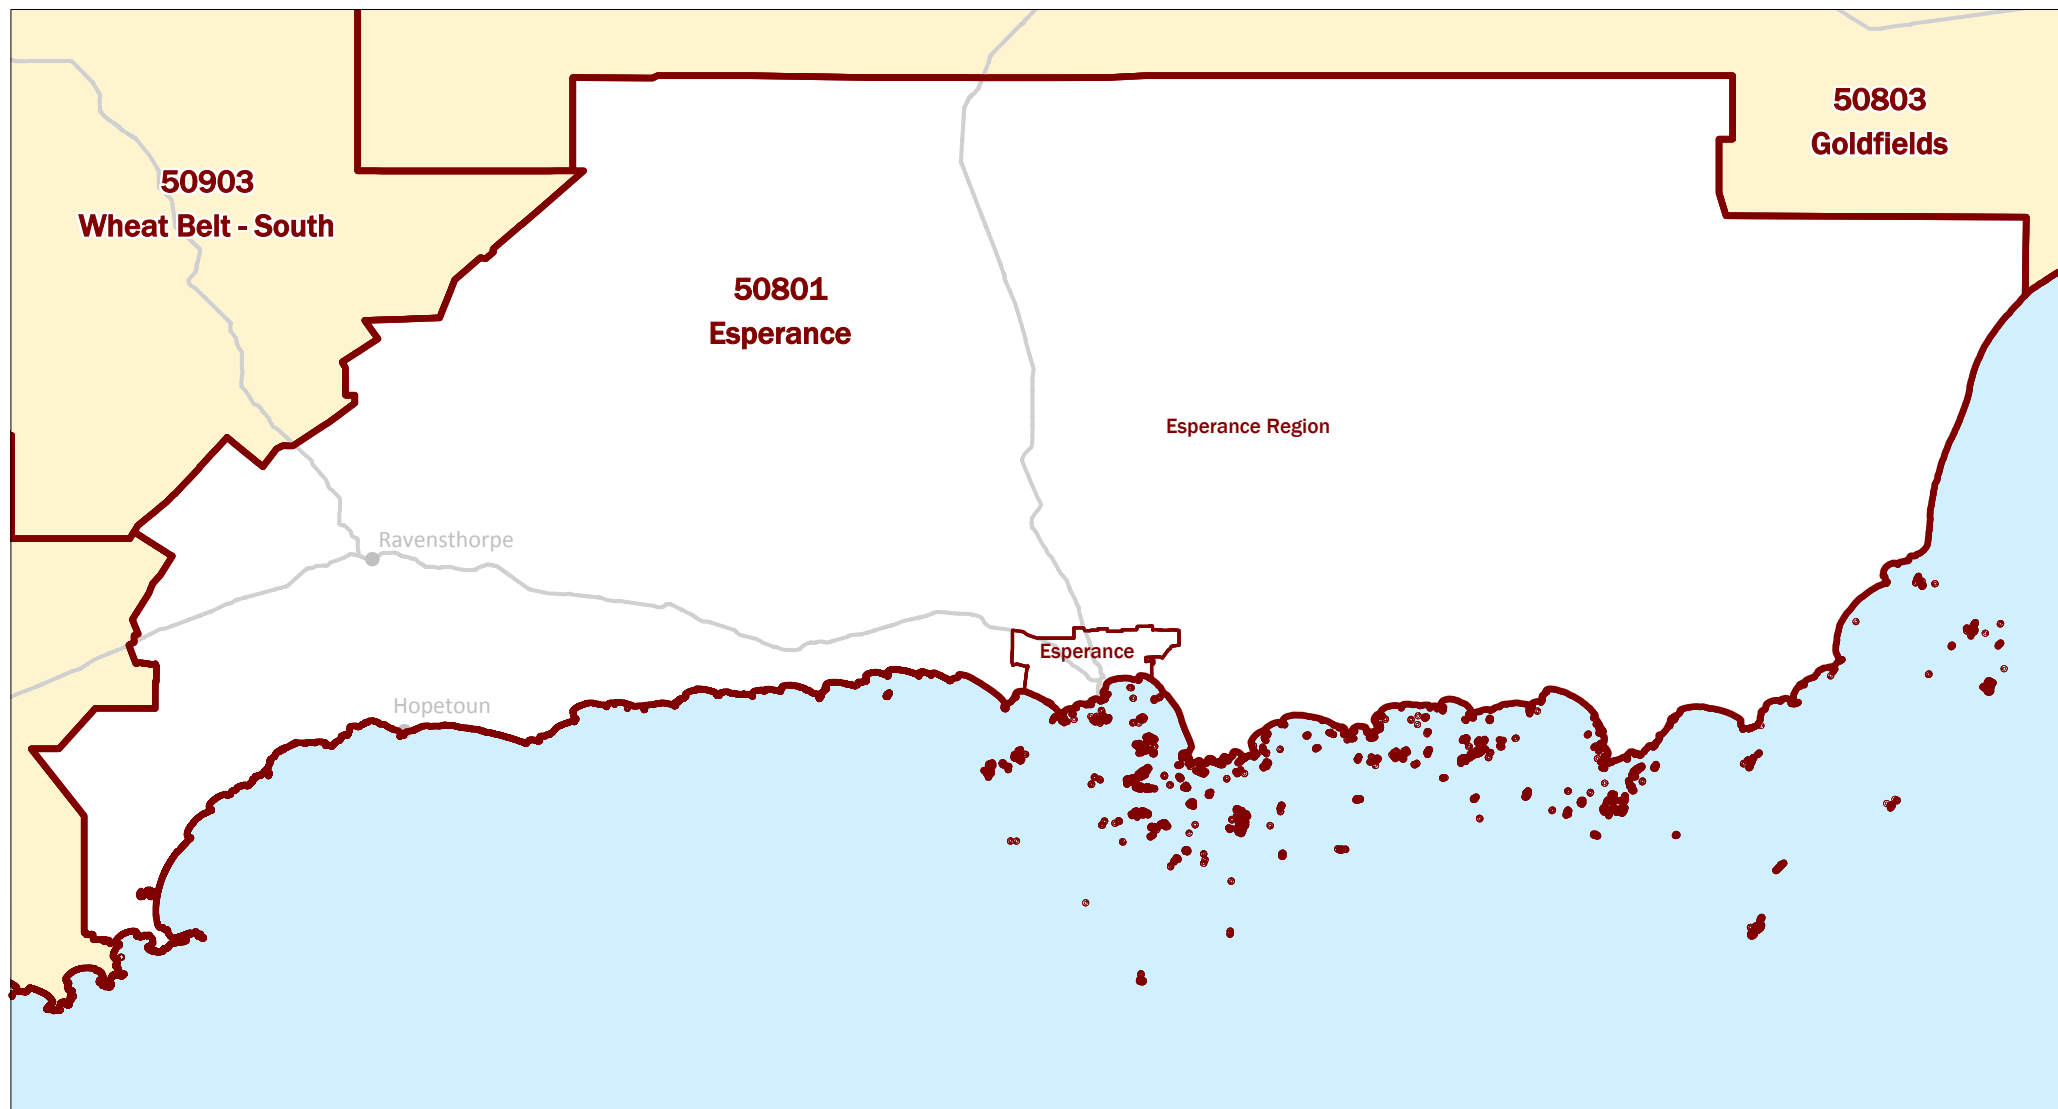 50803
Goldfields
50903
Wheat Belt - South
50801
Esperance
Esperance Region
Ravensthorpe
Esperance
Hopetoun